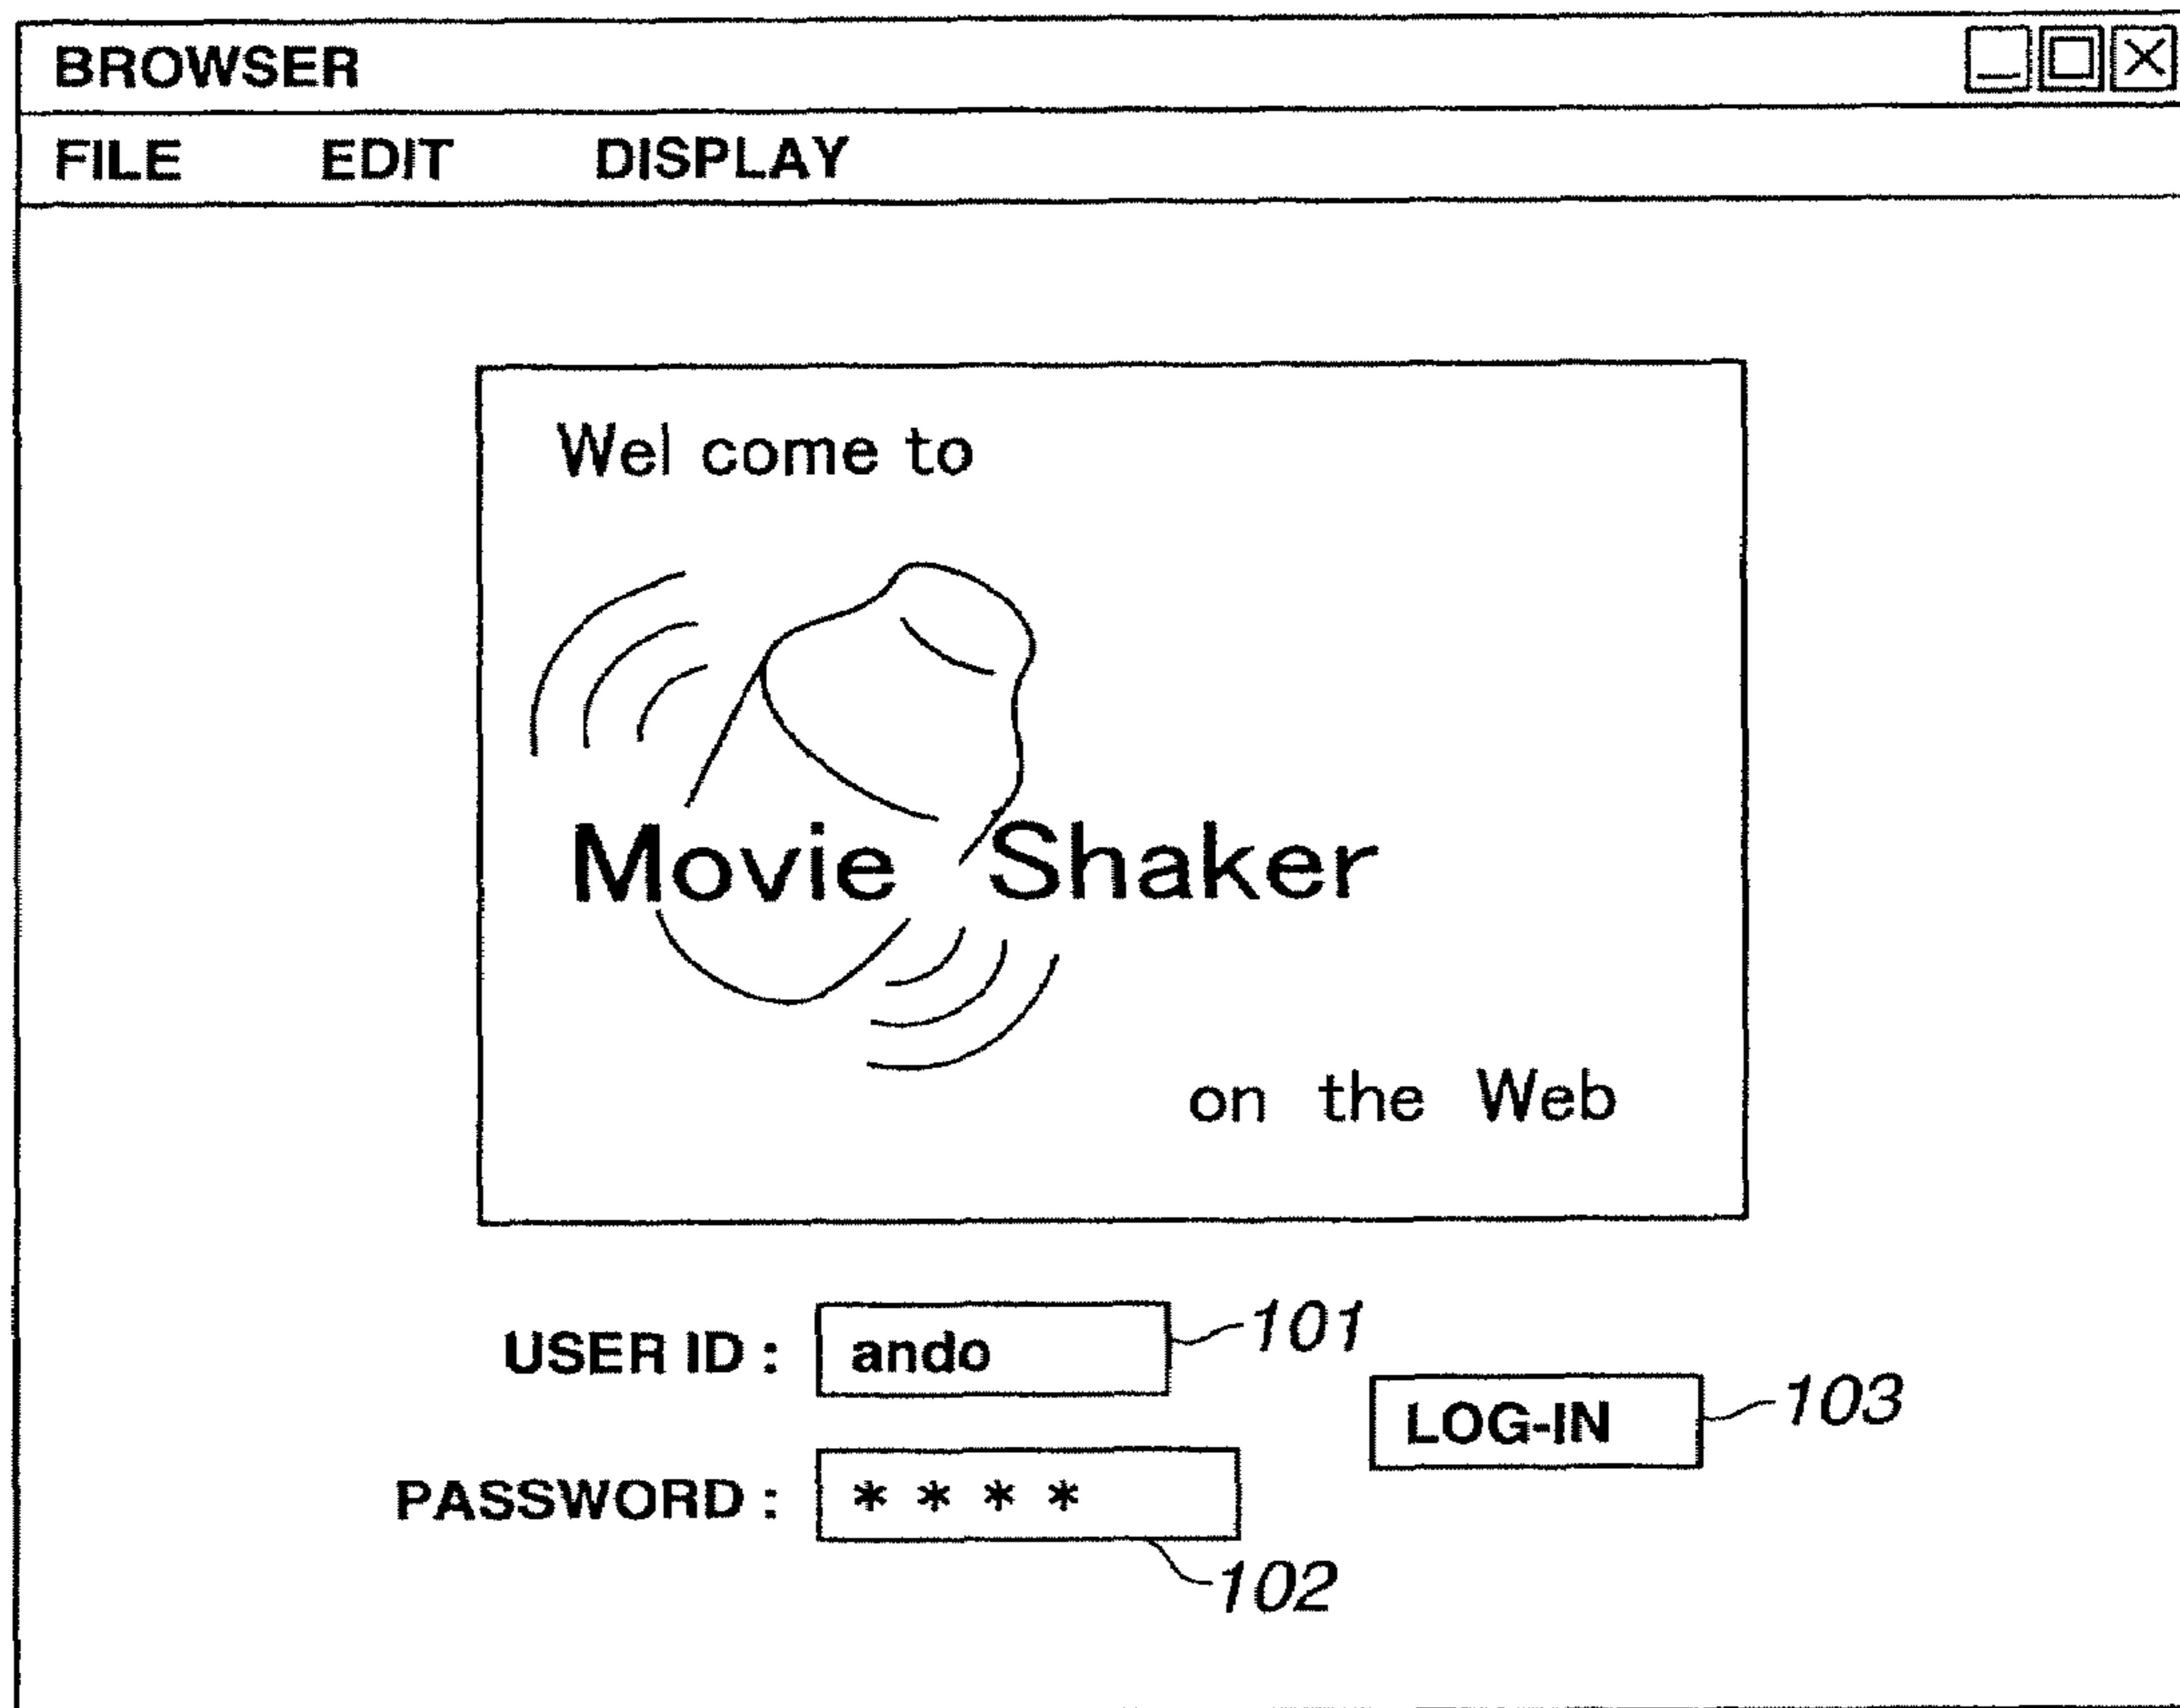 BROWSER
FILE EDIT DISPLAY
Wel come to
Movie Shaker
on the Web
USER ID : ando 101
LOG-IN 103
PASSWORD : * * * *
102